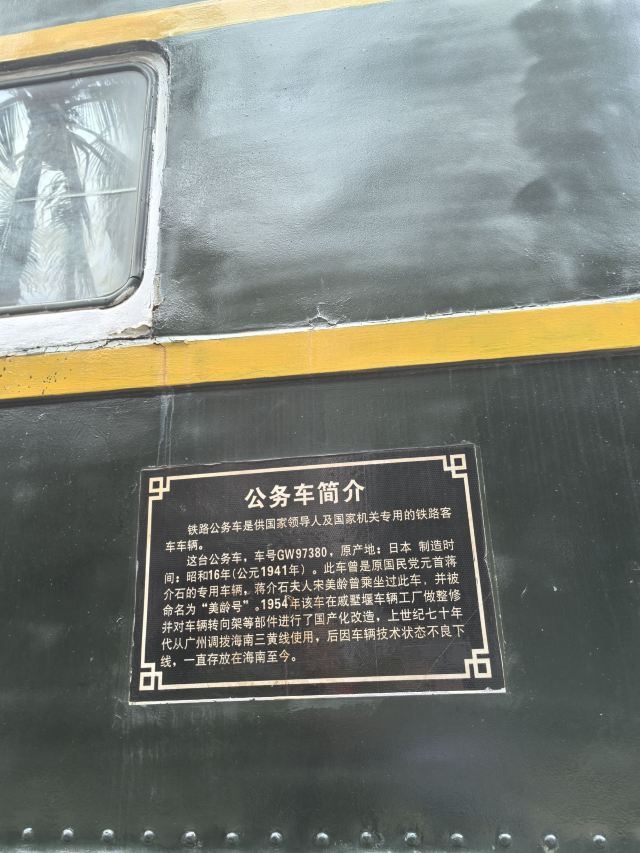 公务车简介
铁路公务车是供国家领导人及国家机关专用的铁路客
车车辆。
这台公务车，车号GW97380，原产地：日本 制造时
间：昭和16年(公元1941年）。此车曾是原国民党元首蒋
介石的专用车辆，蒋介石夫人宋美龄曾乘坐过此车，并被
命名为“美龄号”。1954年该车在戚墅堰车辆工厂做整修
并对车辆转向架等部件进行了国产化改造，上世纪七十年
代从广州调拨海南三黄线使用，后因车辆技术状态不良下
线，一直存放在海南至今。